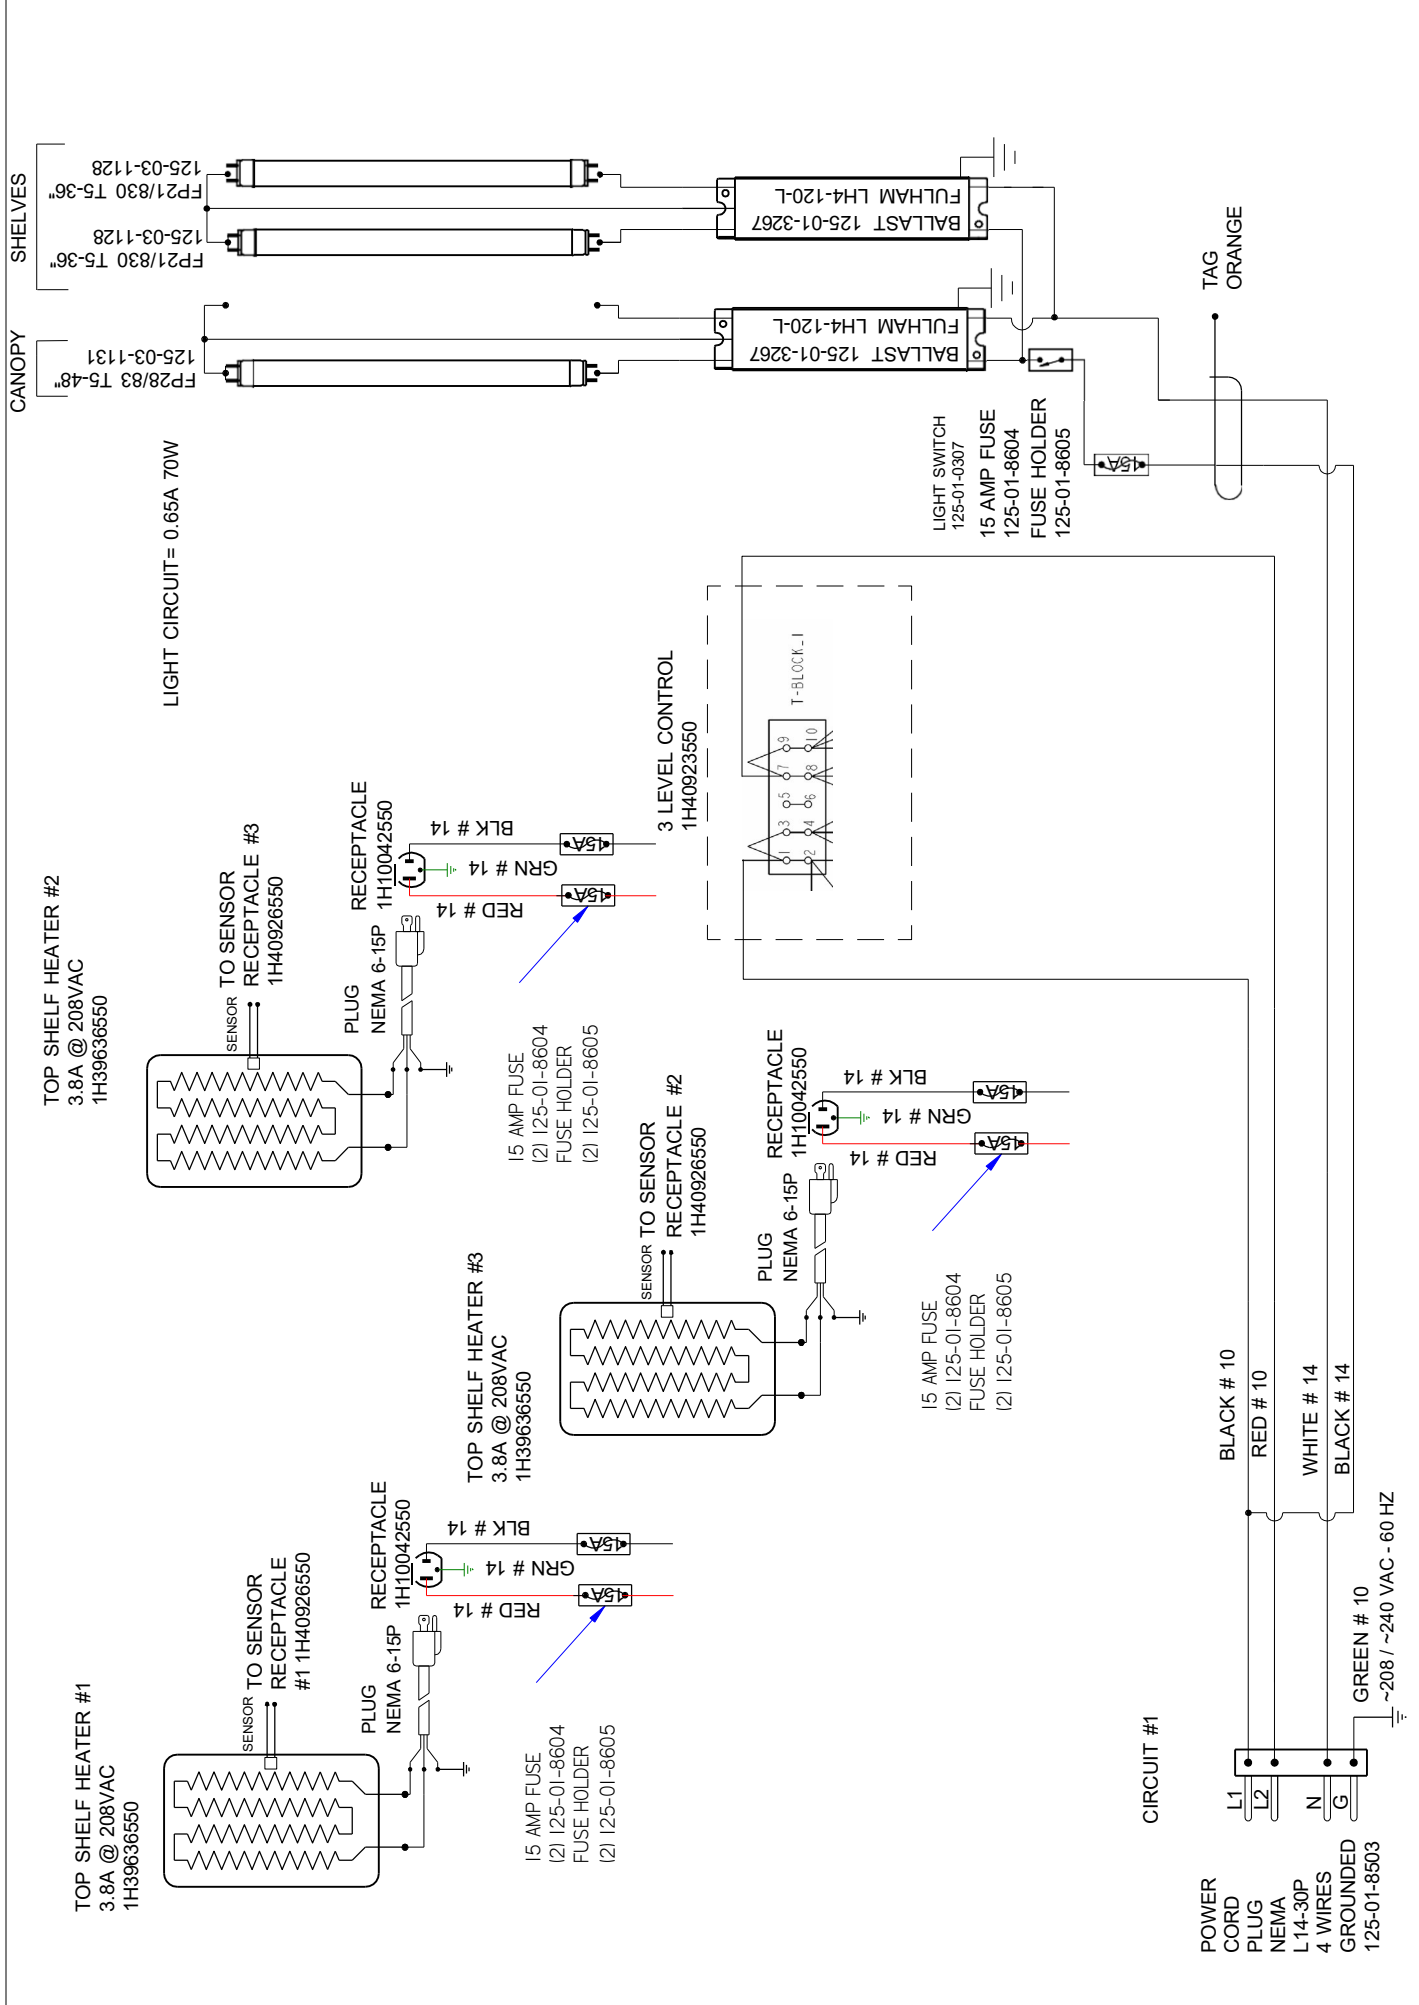 TOP SHELF HEATER #1
3.8A @ 208VAC
1H39636550
SENSOR
TO SENSOR
RECEPTACLE
#1 1H40926550
PLUG
NEMA 6-15P
RECEPTACLE
1H10042550
BLK # 14
GRN # 14
RED # 14
15A
15A
15 AMP FUSE
(2) 125-01-8604
FUSE HOLDER
(2) 125-01-8605
TOP SHELF HEATER #2
3.8A @ 208VAC
1H39636550
SENSOR
TO SENSOR
RECEPTACLE #3
1H40926550
PLUG
NEMA 6-15P
RECEPTACLE
1H10042550
BLK # 14
GRN # 14
RED # 14
15A
15A
15 AMP FUSE
(2) 125-01-8604
FUSE HOLDER
(2) 125-01-8605
TOP SHELF HEATER #3
3.8A @ 208VAC
1H39636550
SENSOR
TO SENSOR
RECEPTACLE #2
1H40926550
PLUG
NEMA 6-15P
RECEPTACLE
1H10042550
BLK # 14
GRN # 14
RED # 14
15A
15A
15 AMP FUSE
(2) 125-01-8604
FUSE HOLDER
(2) 125-01-8605
LIGHT CIRCUIT= 0.65A 70W
CANOPY
FP28/83 T5-48"
125-03-1131
SHELVES
FP21/830 T5-36"
125-03-1128
FP21/830 T5-36"
125-03-1128
BALLAST 125-01-3267
FULHAM LH4-120-L
BALLAST 125-01-3267
FULHAM LH4-120-L
3 LEVEL CONTROL
1H40923550
T-BLOCK_1
1 3 5 7 9
2 4 6 8 10
LIGHT SWITCH
125-01-0307
15 AMP FUSE
125-01-8604
FUSE HOLDER
125-01-8605
15A
TAG
ORANGE
CIRCUIT #1
POWER
CORD
PLUG
NEMA
L14-30P
4 WIRES
GROUNDED
125-01-8503
L1
L2
N
G
BLACK # 10
RED # 10
WHITE # 14
BLACK # 14
GREEN # 10
~208 / ~240 VAC - 60 HZ